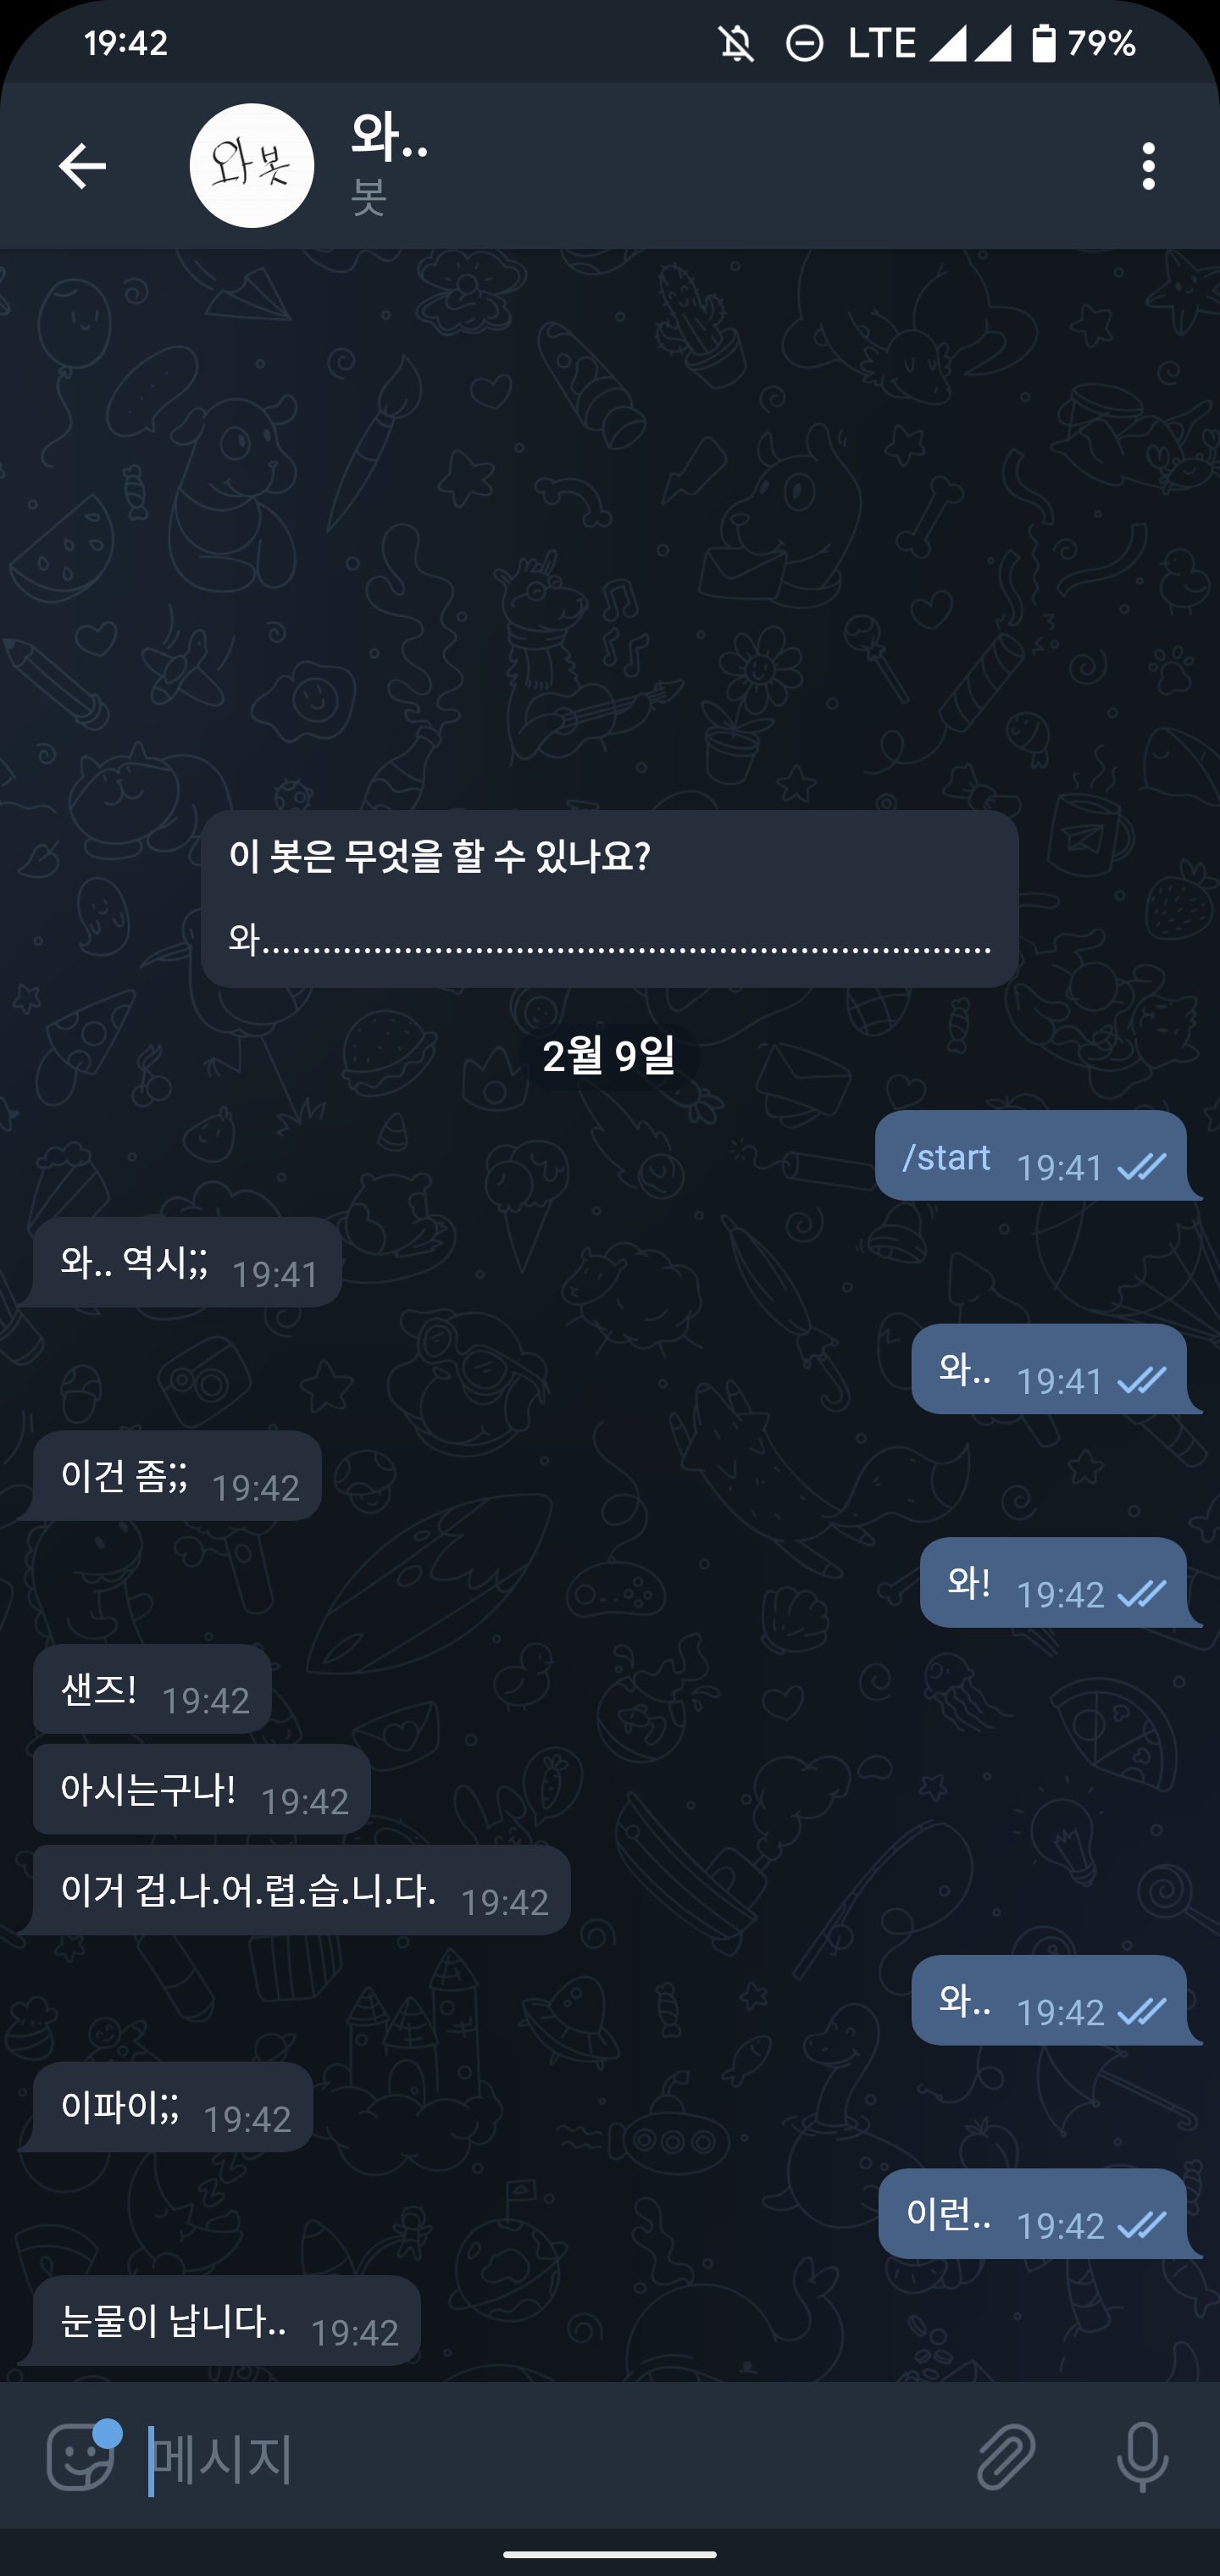 19:42 LTE 79%
와봇
와..
봇
이 봇은 무엇을 할 수 있나요?
와........................................................................
2월 9일
/start 19:41
와.. 역시;; 19:41
와.. 19:41
이건 좀;; 19:42
와! 19:42
샌즈! 19:42
아시는구나! 19:42
이거 겁.나.어.렵.습.니.다. 19:42
와.. 19:42
이파이;; 19:42
이런.. 19:42
눈물이 납니다.. 19:42
메시지